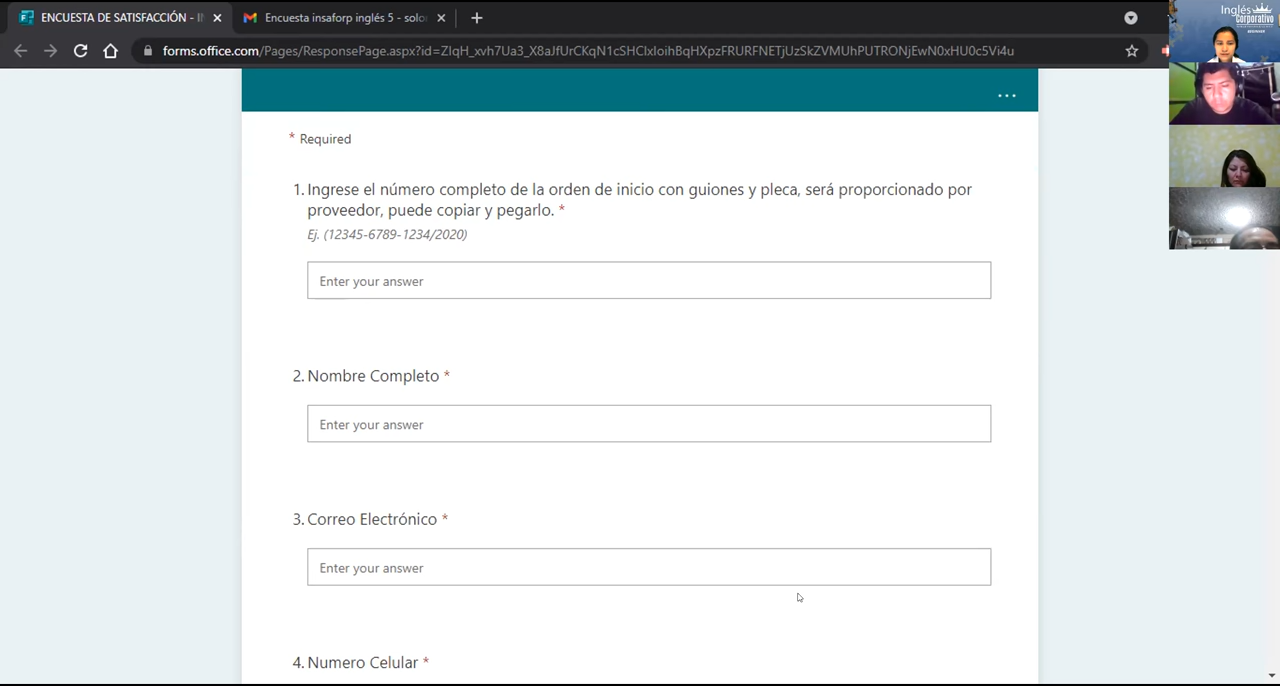 ENCUESTA DE SATISFACCIÓN - I
Encuesta insaforp inglés 5 - solo
forms.office.com/Pages/ResponsePage.aspx?id=ZIqH_xvh7Ua3_X8aJfUrCKqN1cSHClxIoihBqHXpzFRURFNETjUzSkZVMUhPUTRONjEwN0xHU0c5Vi4u
Inglés
Corporativo
* Required
1. Ingrese el número completo de la orden de inicio con guiones y pleca, será proporcionado por
proveedor, puede copiar y pegarlo. *
Ej. (12345-6789-1234/2020)
Enter your answer
2. Nombre Completo *
Enter your answer
3. Correo Electrónico *
Enter your answer
4. Numero Celular *